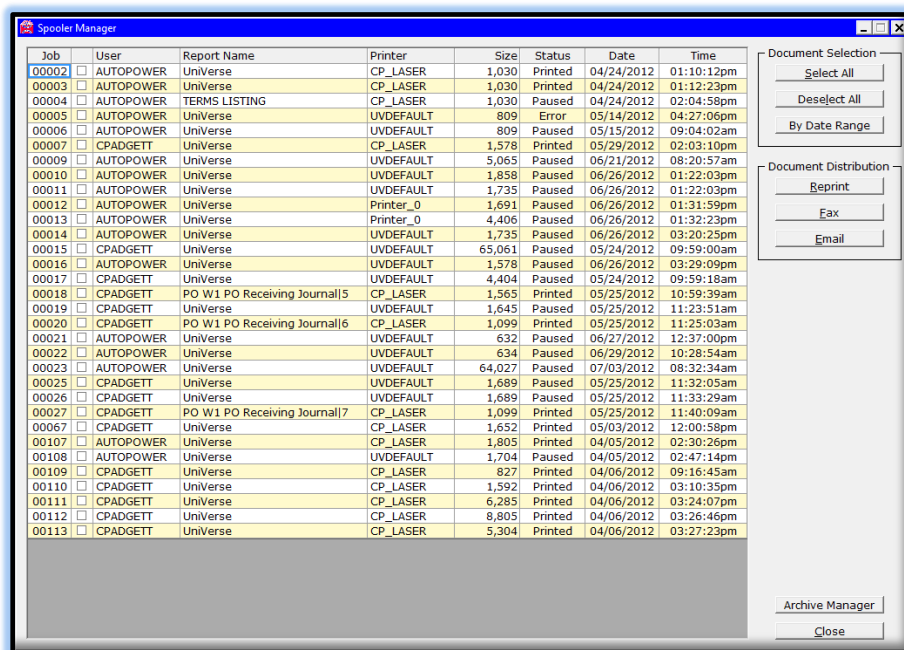 Spooler Manager
Job User Report Name Printer Size Status Date Time
00002 AUTOPOWER UniVerse CP_LASER 1,030 Printed 04/24/2012 01:10:12pm
00003 AUTOPOWER UniVerse CP_LASER 1,030 Printed 04/24/2012 01:12:23pm
00004 AUTOPOWER TERMS LISTING CP_LASER 1,030 Paused 04/24/2012 02:04:58pm
00005 AUTOPOWER UniVerse UVDEFAULT 809 Error 05/14/2012 04:27:06pm
00006 AUTOPOWER UniVerse UVDEFAULT 809 Paused 05/15/2012 09:04:02am
00007 CPADGETT UniVerse CP_LASER 1,578 Printed 05/29/2012 02:03:10pm
00009 AUTOPOWER UniVerse UVDEFAULT 5,065 Paused 06/21/2012 08:20:57am
00010 AUTOPOWER UniVerse UVDEFAULT 1,858 Paused 06/26/2012 01:22:03pm
00011 AUTOPOWER UniVerse UVDEFAULT 1,735 Paused 06/26/2012 01:22:03pm
00012 AUTOPOWER UniVerse Printer_0 1,691 Paused 06/26/2012 01:31:59pm
00013 AUTOPOWER UniVerse Printer_0 4,406 Paused 06/26/2012 01:32:23pm
00014 AUTOPOWER UniVerse UVDEFAULT 1,735 Paused 06/26/2012 03:20:25pm
00015 CPADGETT UniVerse UVDEFAULT 65,061 Paused 05/24/2012 09:59:00am
00016 AUTOPOWER UniVerse UVDEFAULT 1,578 Paused 06/26/2012 03:29:09pm
00017 CPADGETT UniVerse UVDEFAULT 4,404 Paused 05/24/2012 09:59:18am
00018 CPADGETT PO W1 PO Receiving Journal|5 CP_LASER 1,565 Printed 05/25/2012 10:59:39am
00019 CPADGETT UniVerse UVDEFAULT 1,645 Paused 05/25/2012 11:23:51am
00020 CPADGETT PO W1 PO Receiving Journal|6 CP_LASER 1,099 Printed 05/25/2012 11:25:03am
00021 AUTOPOWER UniVerse UVDEFAULT 632 Paused 06/27/2012 12:37:00pm
00022 AUTOPOWER UniVerse UVDEFAULT 634 Paused 06/29/2012 10:28:54am
00023 AUTOPOWER UniVerse UVDEFAULT 64,027 Paused 07/03/2012 08:32:34am
00025 CPADGETT UniVerse UVDEFAULT 1,689 Paused 05/25/2012 11:32:05am
00026 CPADGETT UniVerse UVDEFAULT 1,689 Paused 05/25/2012 11:33:29am
00027 CPADGETT PO W1 PO Receiving Journal|7 CP_LASER 1,099 Printed 05/25/2012 11:40:09am
00067 CPADGETT UniVerse CP_LASER 1,652 Printed 05/03/2012 12:00:58pm
00107 AUTOPOWER UniVerse CP_LASER 1,805 Printed 04/05/2012 02:30:26pm
00108 AUTOPOWER UniVerse UVDEFAULT 1,704 Paused 04/05/2012 02:47:14pm
00109 CPADGETT UniVerse CP_LASER 827 Printed 04/06/2012 09:16:45am
00110 CPADGETT UniVerse CP_LASER 1,592 Printed 04/06/2012 03:10:35pm
00111 CPADGETT UniVerse CP_LASER 6,285 Printed 04/06/2012 03:24:07pm
00112 CPADGETT UniVerse CP_LASER 8,805 Printed 04/06/2012 03:26:46pm
00113 CPADGETT UniVerse CP_LASER 5,304 Printed 04/06/2012 03:27:23pm
Document Selection
Select All
Deselect All
By Date Range
Document Distribution
Reprint
Fax
Email
Archive Manager
Close